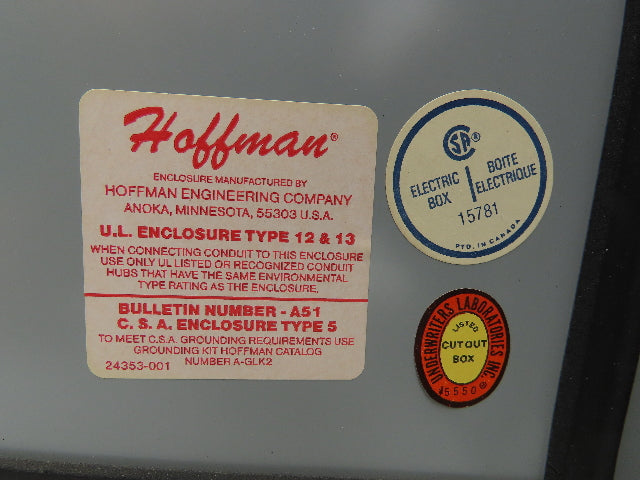 Hoffman®
ENCLOSURE MANUFACTURED BY
HOFFMAN ENGINEERING COMPANY
ANOKA, MINNESOTA, 55303 U.S.A.
U.L. ENCLOSURE TYPE 12 & 13
WHEN CONNECTING CONDUIT TO THIS ENCLOSURE
USE ONLY UL LISTED OR RECOGNIZED CONDUIT
HUBS THAT HAVE THE SAME ENVIRONMENTAL
TYPE RATING AS THE ENCLOSURE.
BULLETIN NUMBER - A51
C. S. A. ENCLOSURE TYPE 5
TO MEET C.S.A. GROUNDING REQUIREMENTS USE
GROUNDING KIT HOFFMAN CATALOG
NUMBER A-GLK2
24353-001
CSA®
ELECTRIC
BOX
BOITE
ELECTRIQUE
15781
PTD. IN CANADA
UNDERWRITERS LABORATORIES INC.
LISTED
CUTOUT
BOX